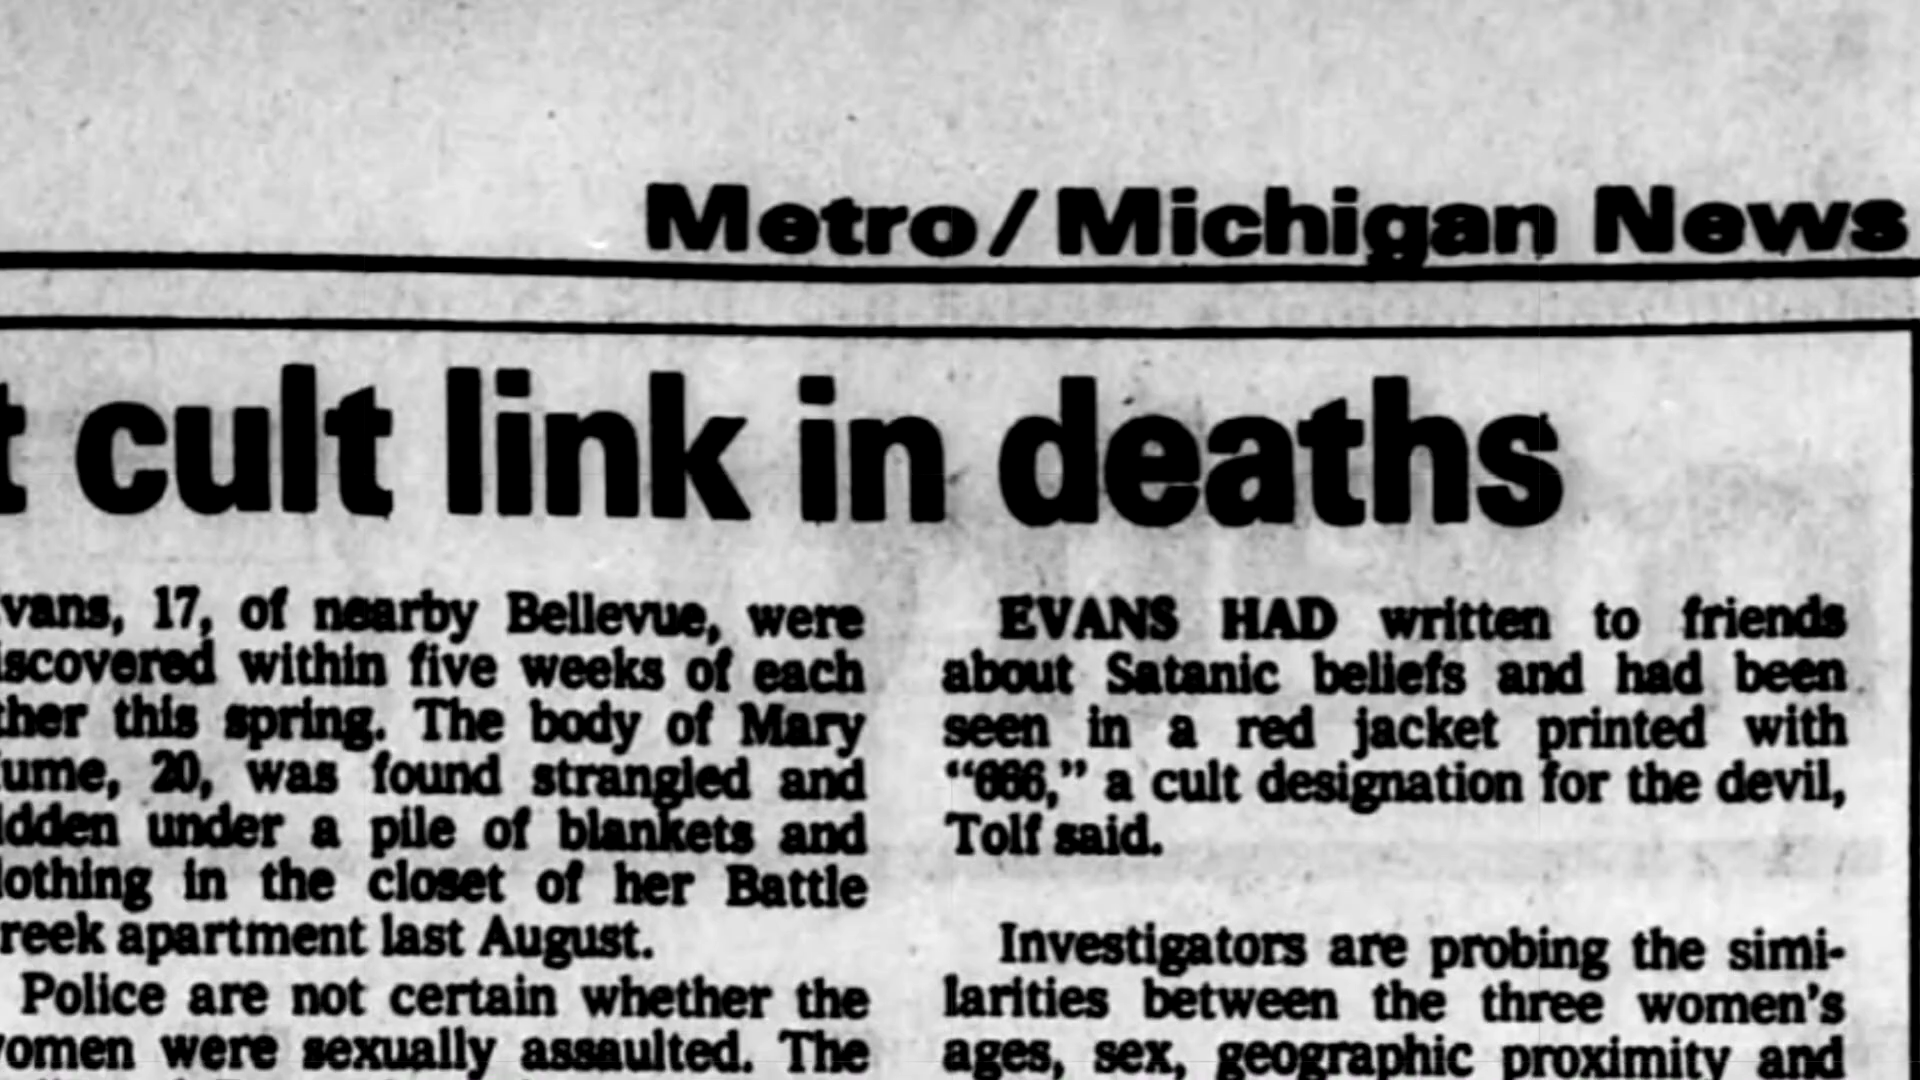 Metro/Michigan News
t cult link in deaths
vans, 17, of nearby Bellevue, were
iscovered within five weeks of each
ther this spring. The body of Mary
ume, 20, was found strangled and
idden under a pile of blankets and
lothing in the closet of her Battle
reek apartment last August.
Police are not certain whether the
omen were sexually assaulted. The
EVANS HAD written to friends
about Satanic beliefs and had been
seen in a red jacket printed with
“666,” a cult designation for the devil,
Tolf said.
Investigators are probing the simi-
larities between the three women's
ages, sex, geographic proximity and